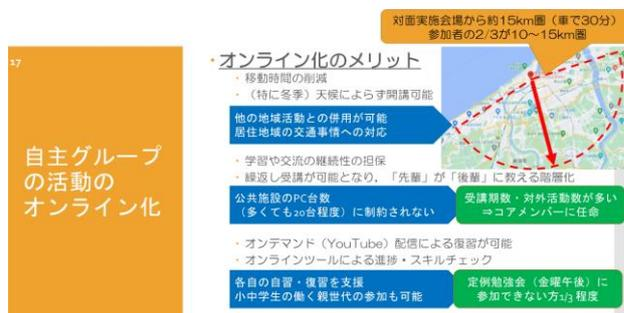 対面実施会場から約15km圏（車で30分）
参加者の2/3が10～15km圏
17
自主グループ
の活動の
オンライン化
・オンライン化のメリット
・移動時間の削減
・（特に冬季）天候によらず開講可能
他の地域活動との併用が可能
居住地域の交通事情への対応
・学習や交流の継続性の担保
・繰返し受講が可能となり，「先輩」が「後輩」に教える階層化
公共施設のPC台数
（多くても20台程度）に制約されない
受講期数・対外活動数が多い
⇒コアメンバーに任命
・オンデマンド（YouTube）配信による復習が可能
・オンラインツールによる進捗・スキルチェック
各自の自習・復習を支援
小中学生の働く親世代の参加も可能
定例勉強会（金曜午後）に
参加できない方1/3 程度